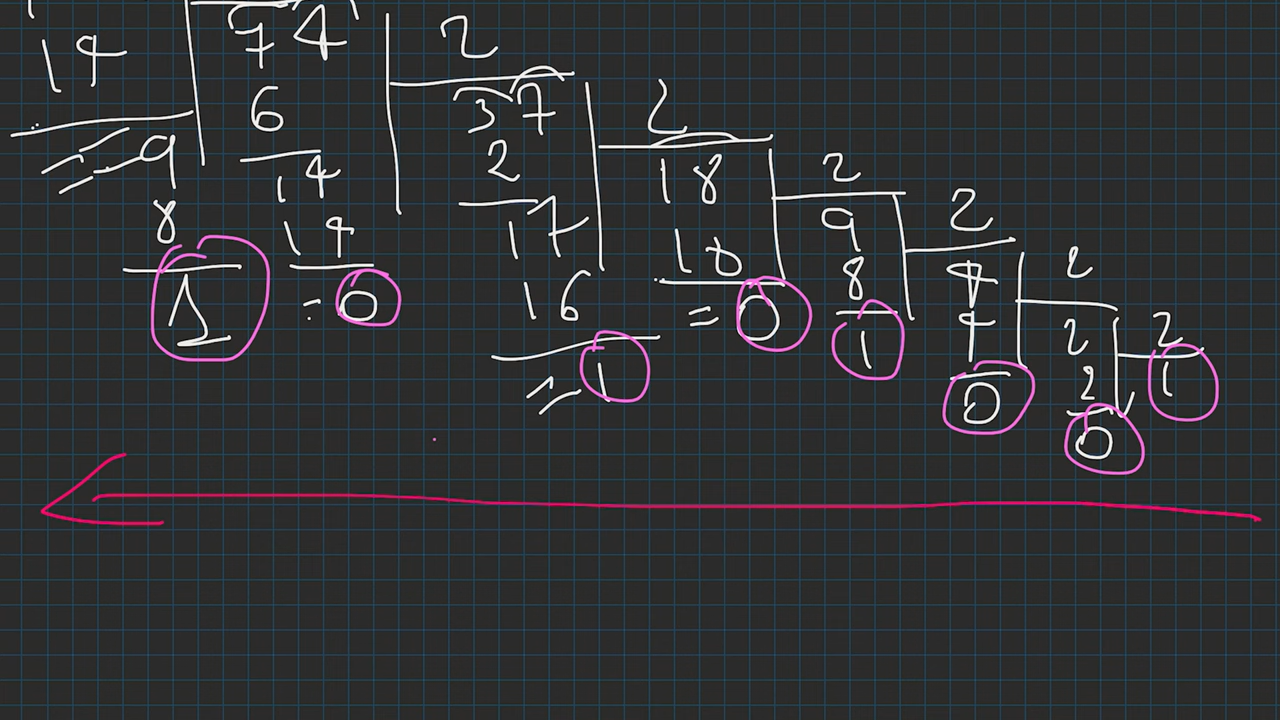 14 74 2
6 37 2
9 14 2 18 2
8 14 17 10 9 2
1 = 0 16 = 0 8 4 2
= 1 1 4 2 2
0 2 1
0